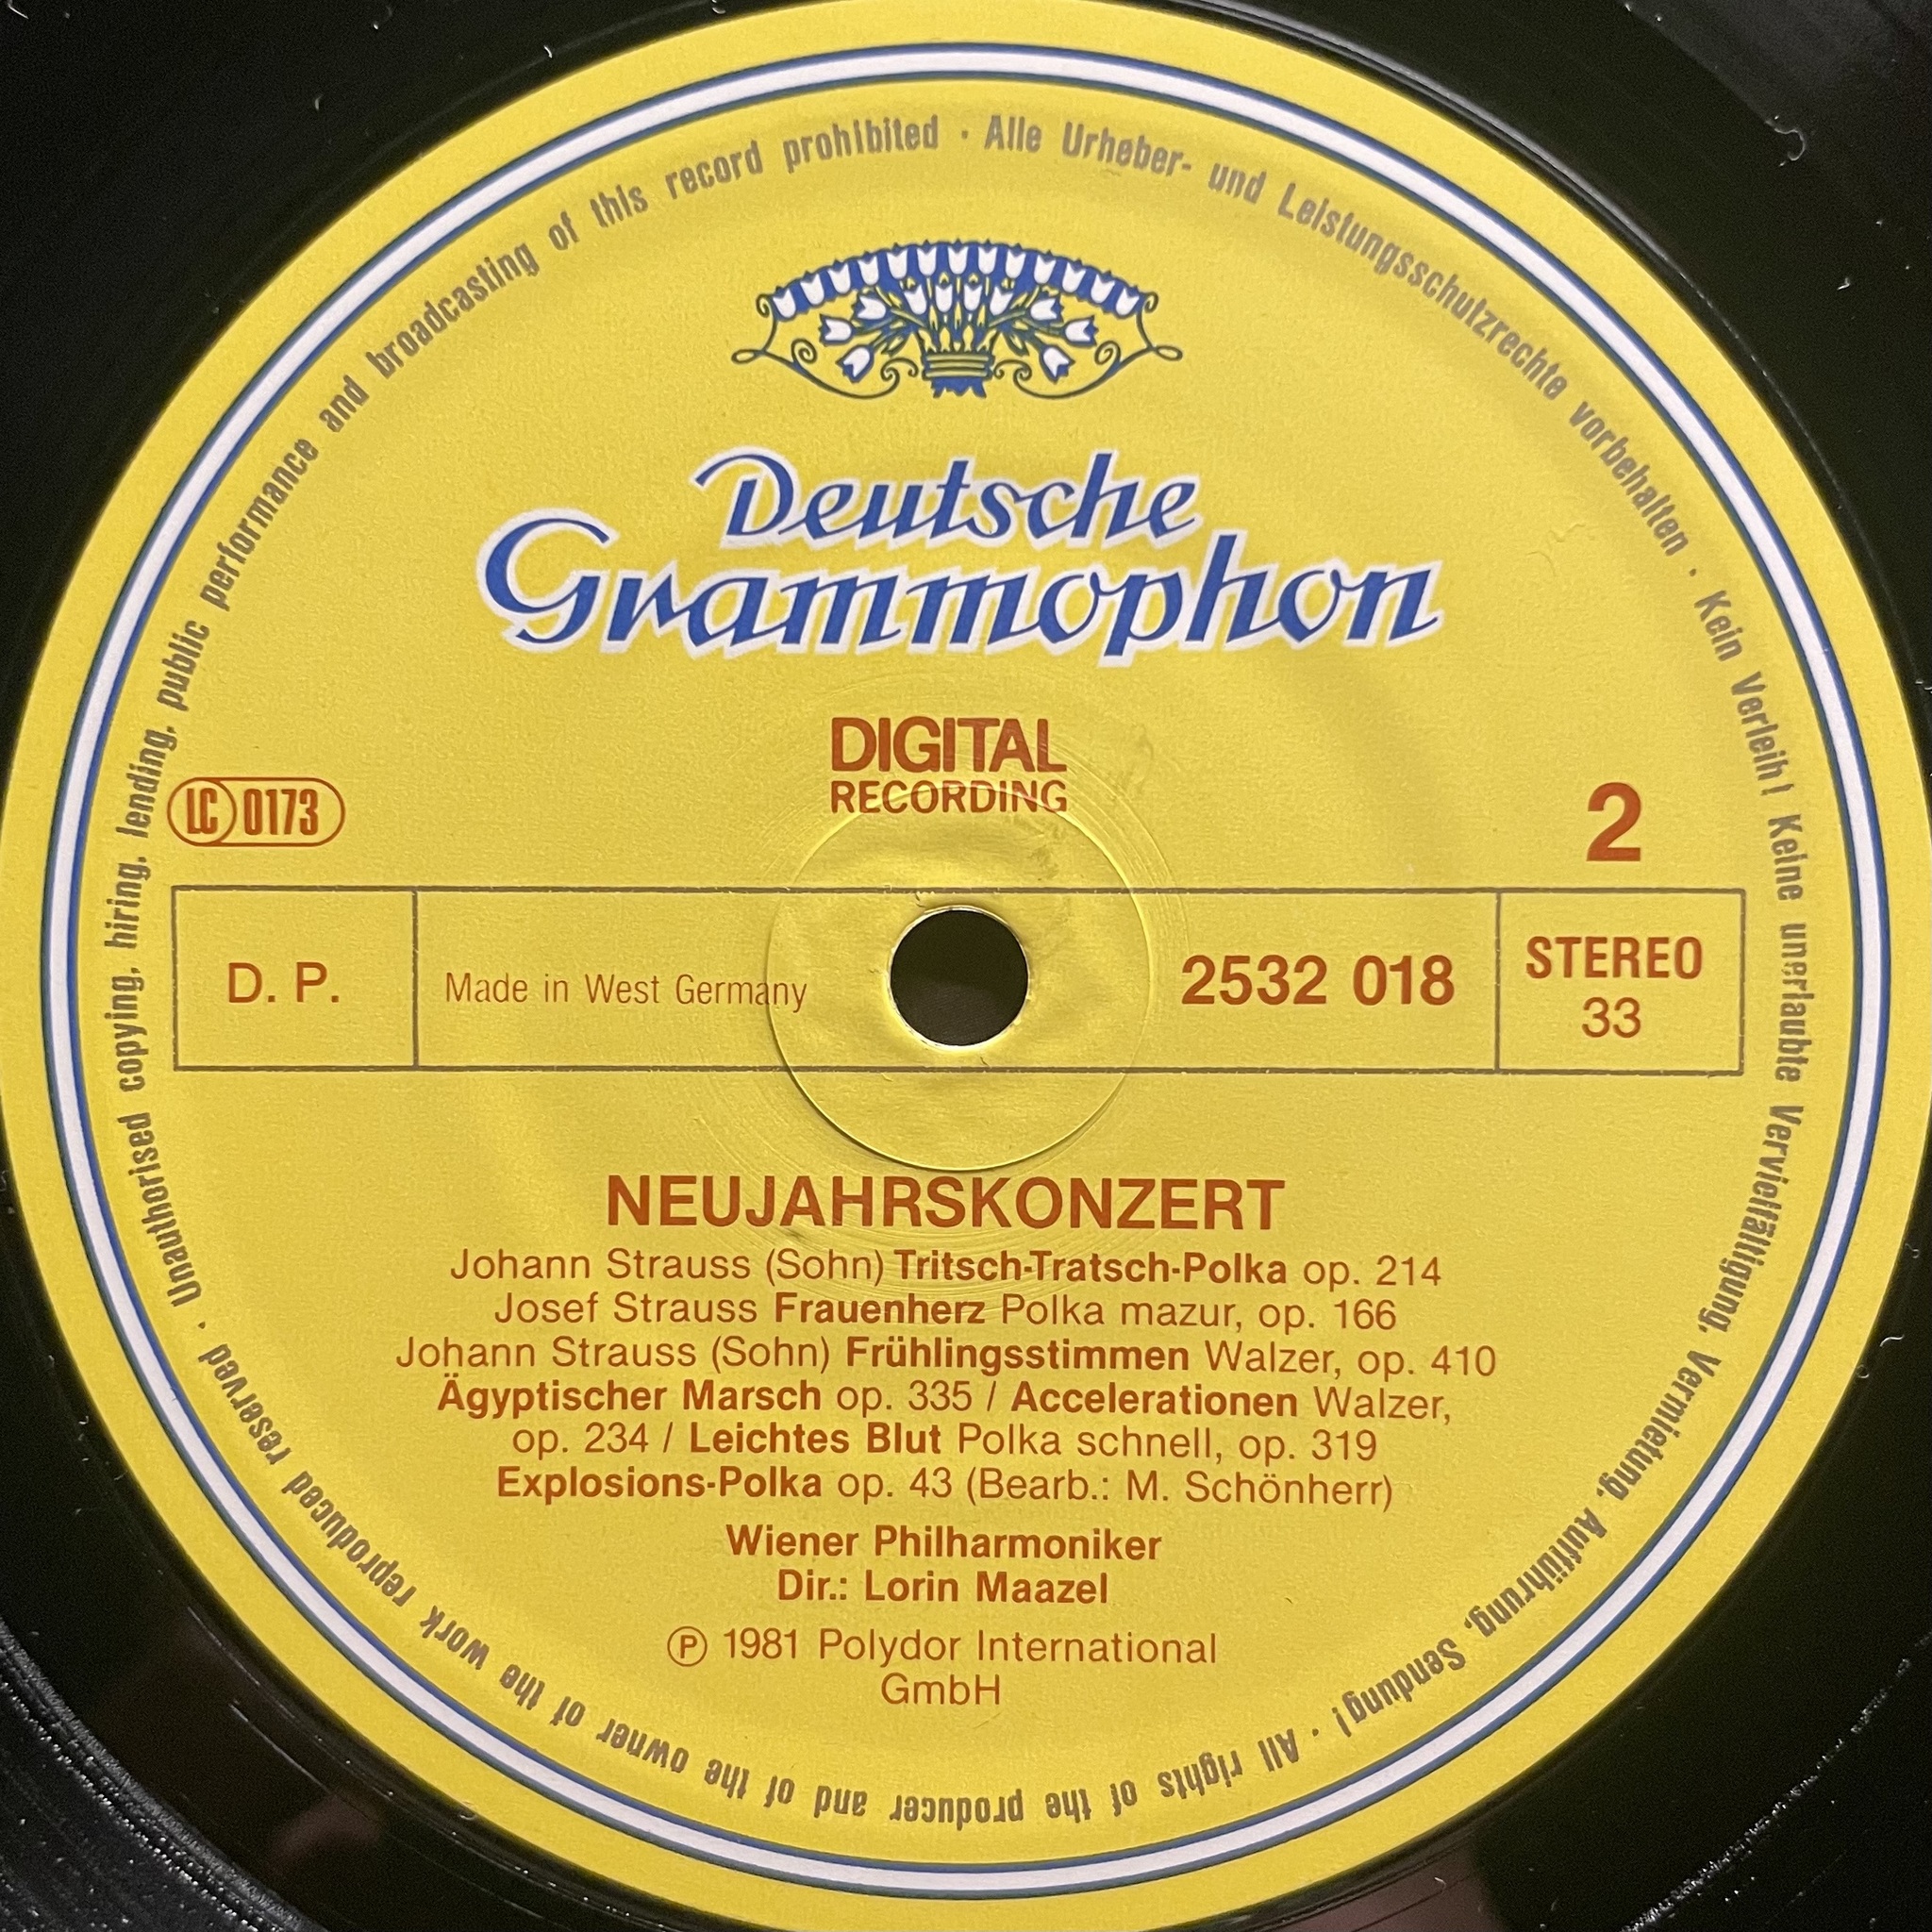 Deutsche
Grammophon
DIGITAL
RECORDING
LC 0173
2
D. P.
Made in West Germany
2532 018
STEREO
33
NEUJAHRSKONZERT
Johann Strauss (Sohn) Tritsch-Tratsch-Polka op. 214
Josef Strauss Frauenherz Polka mazur, op. 166
Johann Strauss (Sohn) Frühlingsstimmen Walzer, op. 410
Ägyptischer Marsch op. 335 / Accelerationen Walzer,
op. 234 / Leichtes Blut Polka schnell, op. 319
Explosions-Polka op. 43 (Bearb.: M. Schönherr)
Wiener Philharmoniker
Dir.: Lorin Maazel
Ⓟ 1981 Polydor International
GmbH
Alle Urheber- und Leistungsschutzrechte vorbehalten · Kein Verleih! Keine unerlaubte Vervielfältigung, Vermietung, Aufführung, Sendung! · All rights of the producer and of the owner of the work reproduced reserved · Unauthorised copying, hiring, lending, public performance and broadcasting of this record prohibited ·